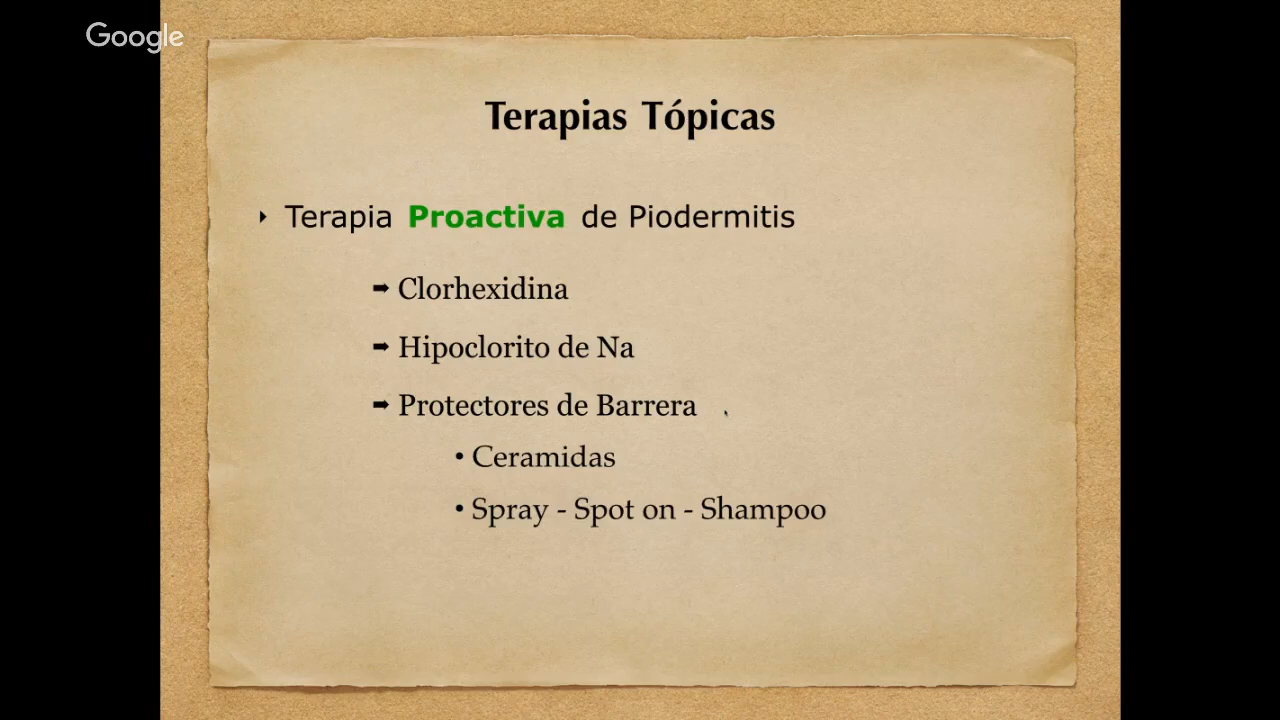 Google
Terapias Tópicas
‣ Terapia Proactiva de Piodermitis
➡ Clorhexidina
➡ Hipoclorito de Na
➡ Protectores de Barrera
• Ceramidas
• Spray - Spot on - Shampoo